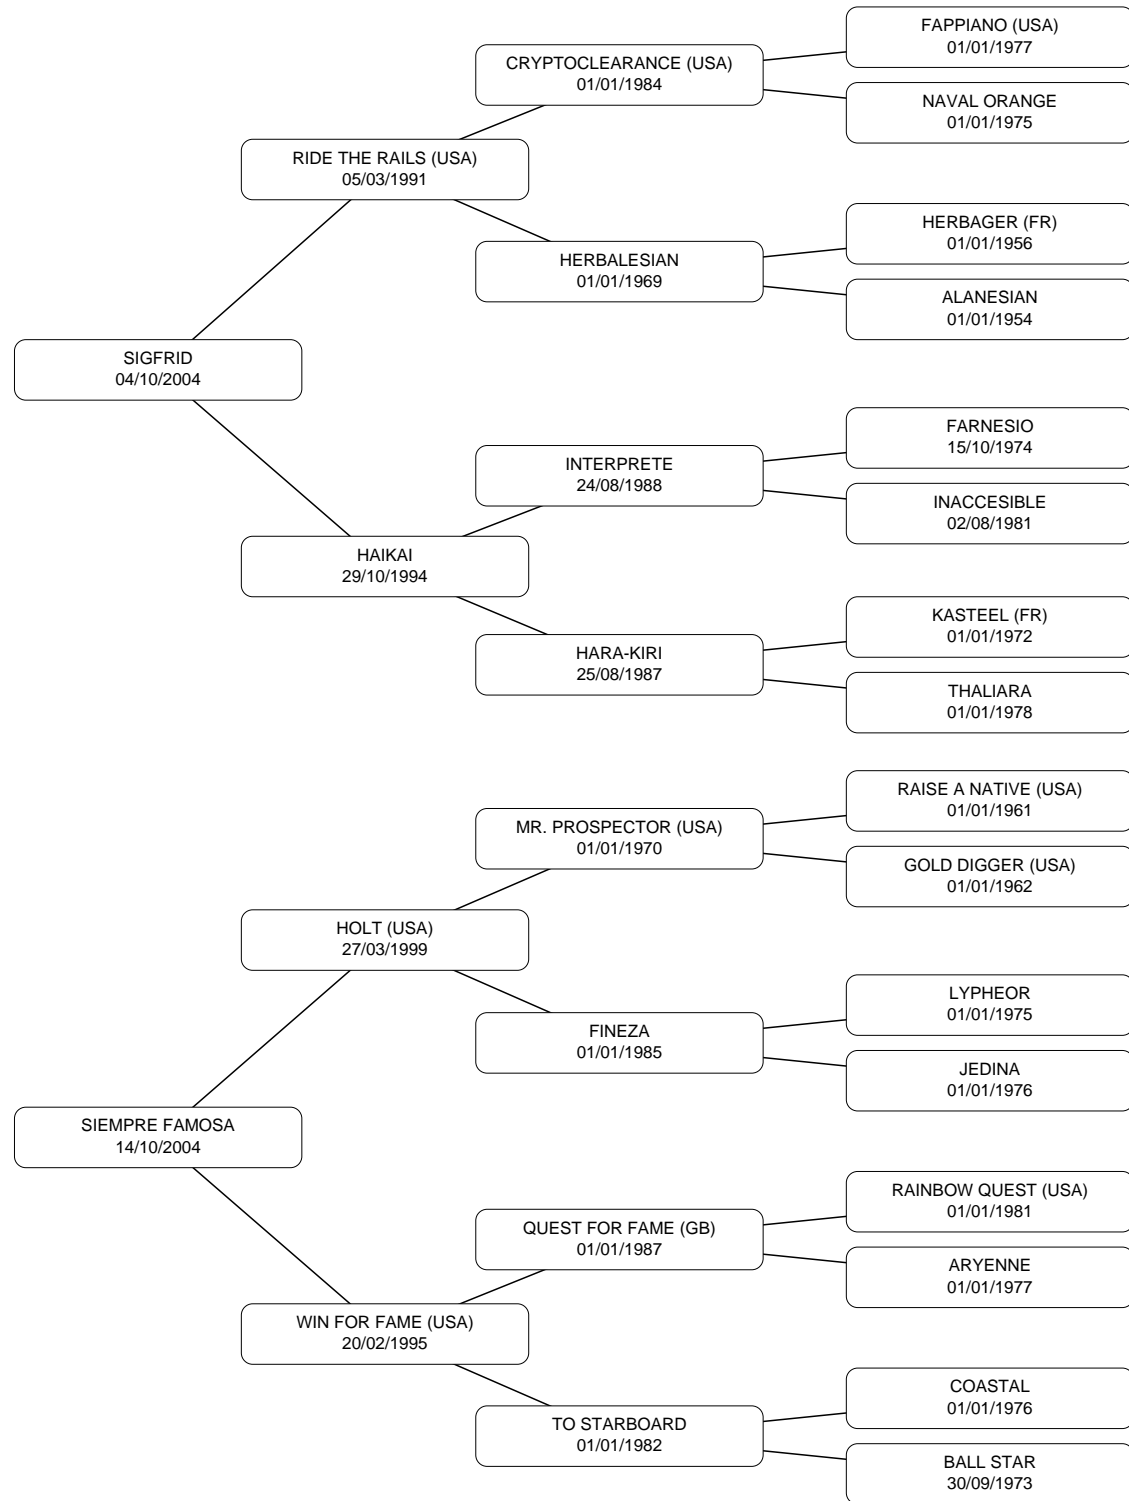 FAPPIANO (USA)
01/01/1977
CRYPTOCLEARANCE (USA)
01/01/1984
NAVAL ORANGE
01/01/1975
RIDE THE RAILS (USA)
05/03/1991
HERBAGER (FR)
01/01/1956
HERBALESIAN
01/01/1969
ALANESIAN
01/01/1954
SIGFRID
04/10/2004
FARNESIO
15/10/1974
INTERPRETE
24/08/1988
INACCESIBLE
02/08/1981
HAIKAI
29/10/1994
KASTEEL (FR)
01/01/1972
HARA-KIRI
25/08/1987
THALIARA
01/01/1978
RAISE A NATIVE (USA)
01/01/1961
MR. PROSPECTOR (USA)
01/01/1970
GOLD DIGGER (USA)
01/01/1962
HOLT (USA)
27/03/1999
LYPHEOR
01/01/1975
FINEZA
01/01/1985
JEDINA
01/01/1976
SIEMPRE FAMOSA
14/10/2004
RAINBOW QUEST (USA)
01/01/1981
QUEST FOR FAME (GB)
01/01/1987
ARYENNE
01/01/1977
WIN FOR FAME (USA)
20/02/1995
COASTAL
01/01/1976
TO STARBOARD
01/01/1982
BALL STAR
30/09/1973